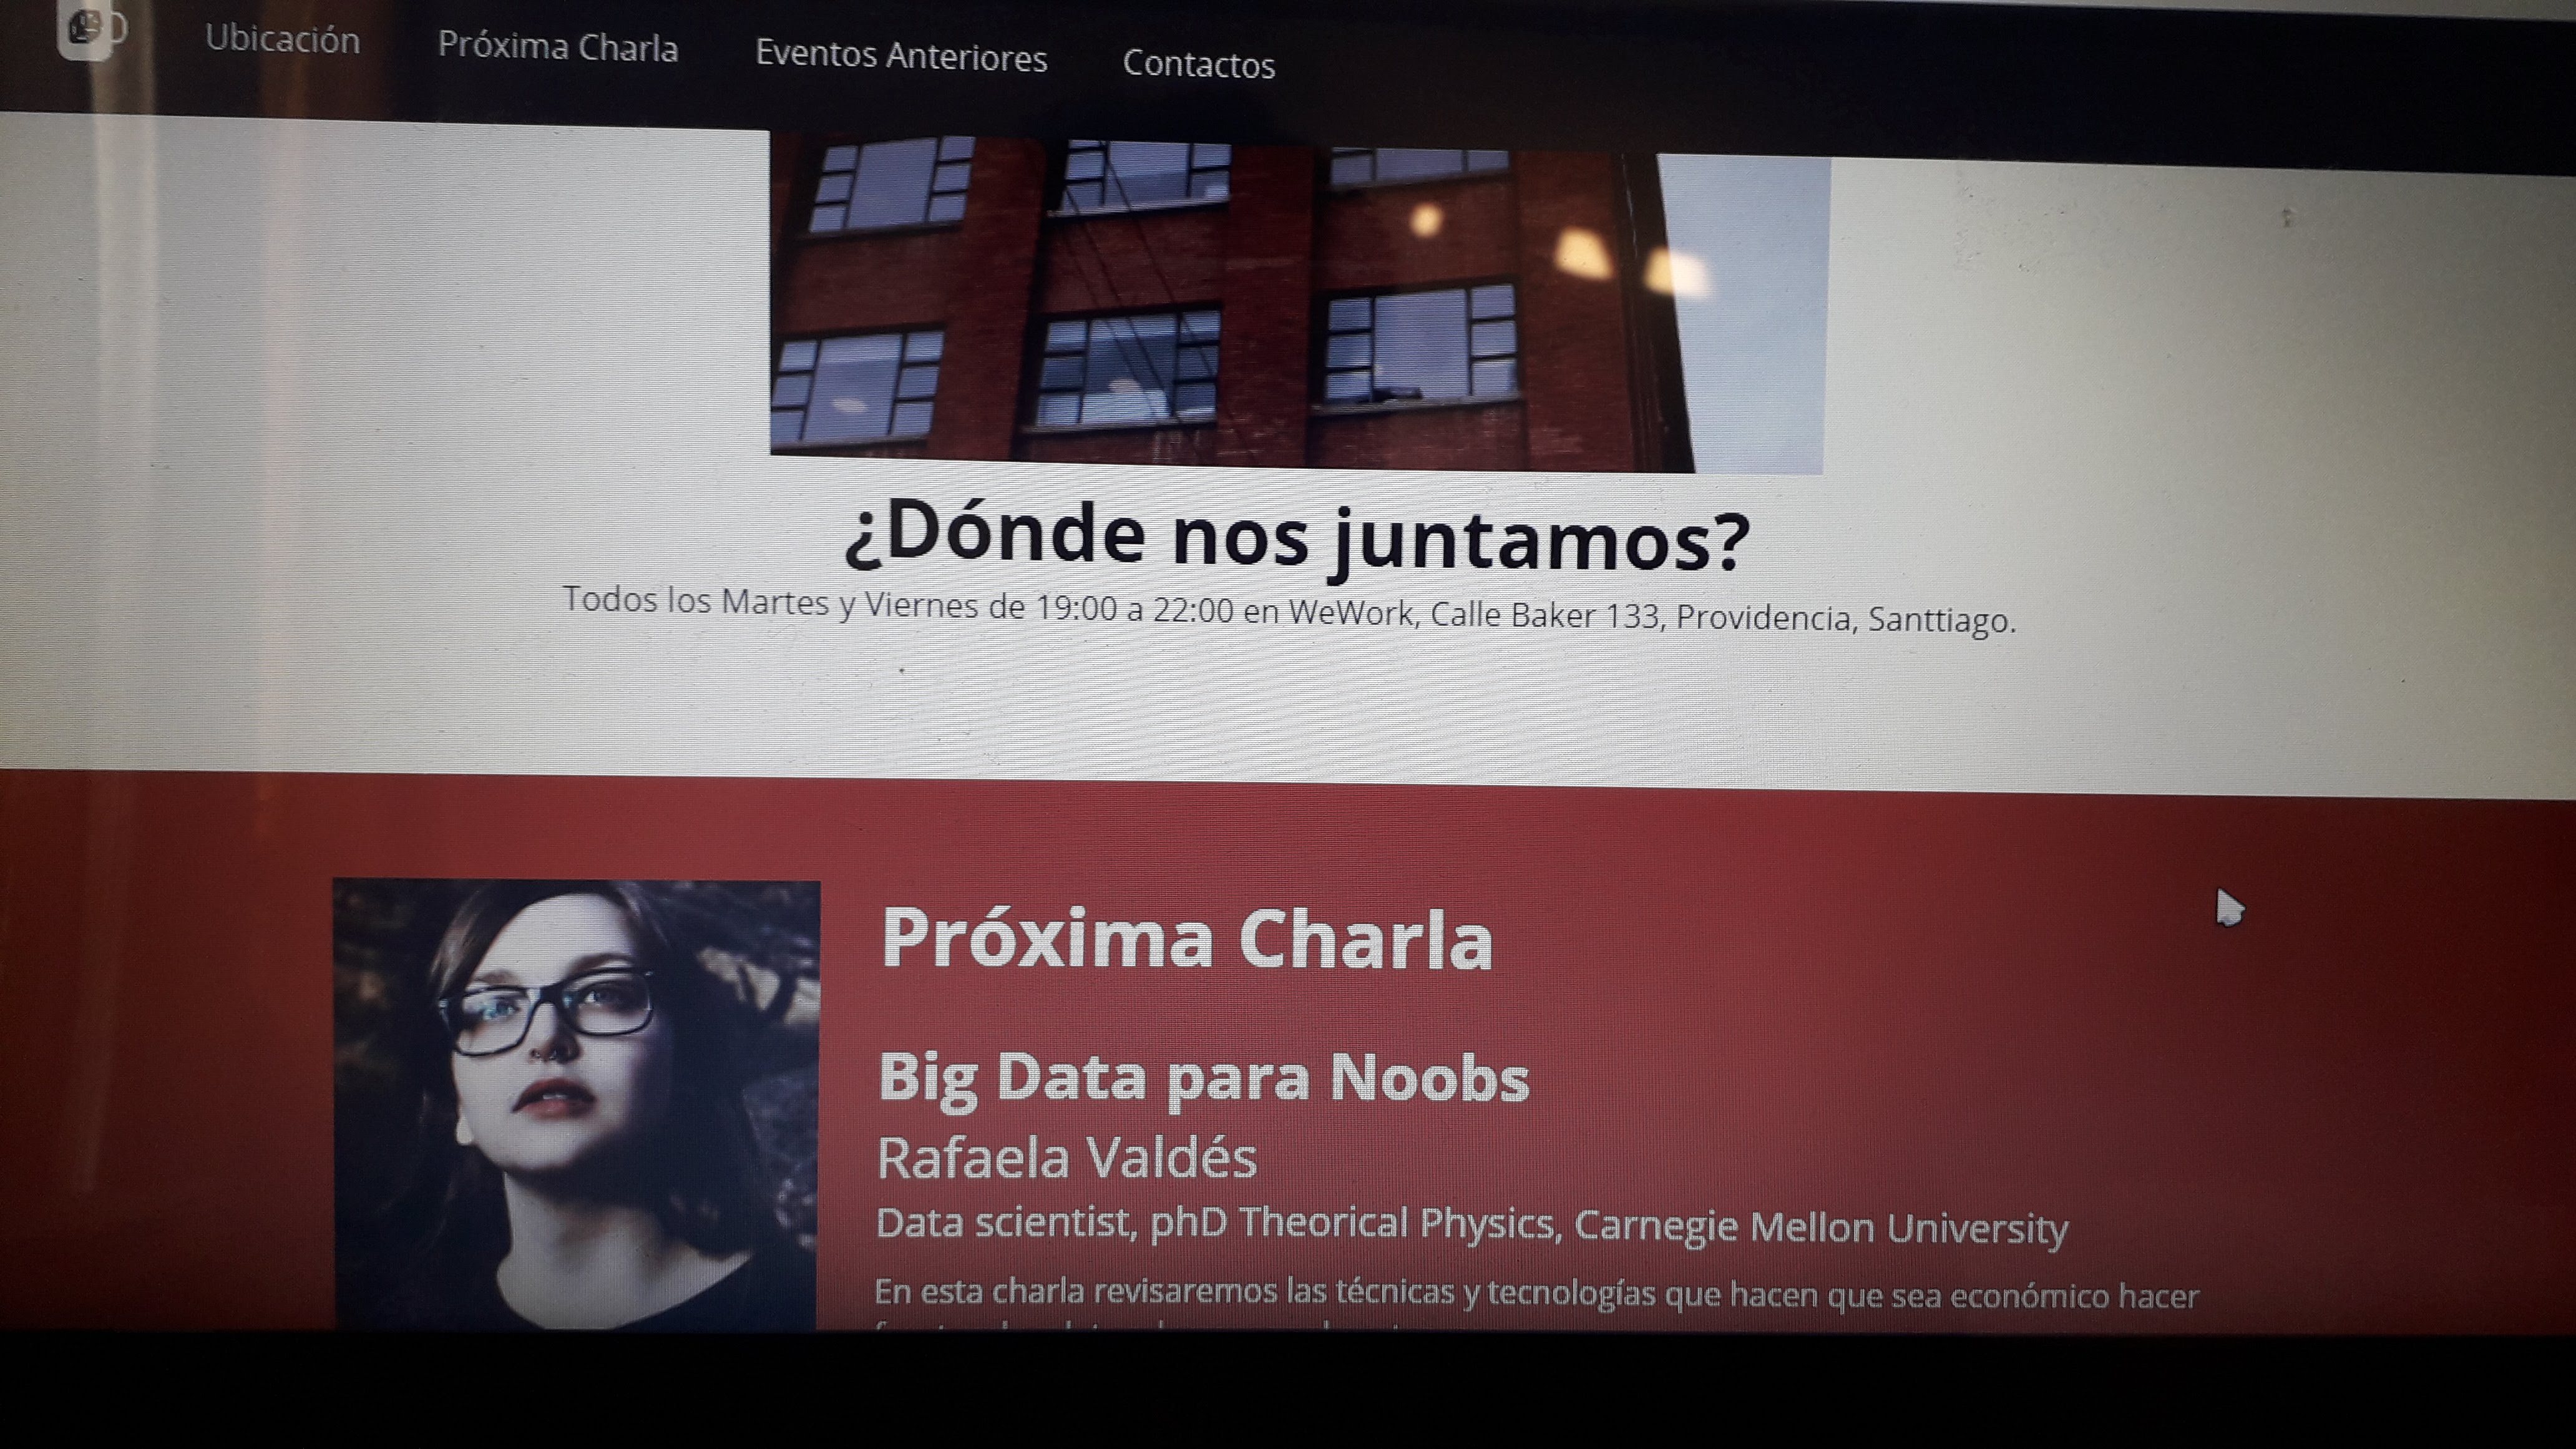 Ubicación Próxima Charla Eventos Anteriores Contactos
¿Dónde nos juntamos?
Todos los Martes y Viernes de 19:00 a 22:00 en WeWork, Calle Baker 133, Providencia, Santtiago.
Próxima Charla
Big Data para Noobs
Rafaela Valdés
Data scientist, phD Theorical Physics, Carnegie Mellon University
En esta charla revisaremos las técnicas y tecnologías que hacen que sea económico hacer